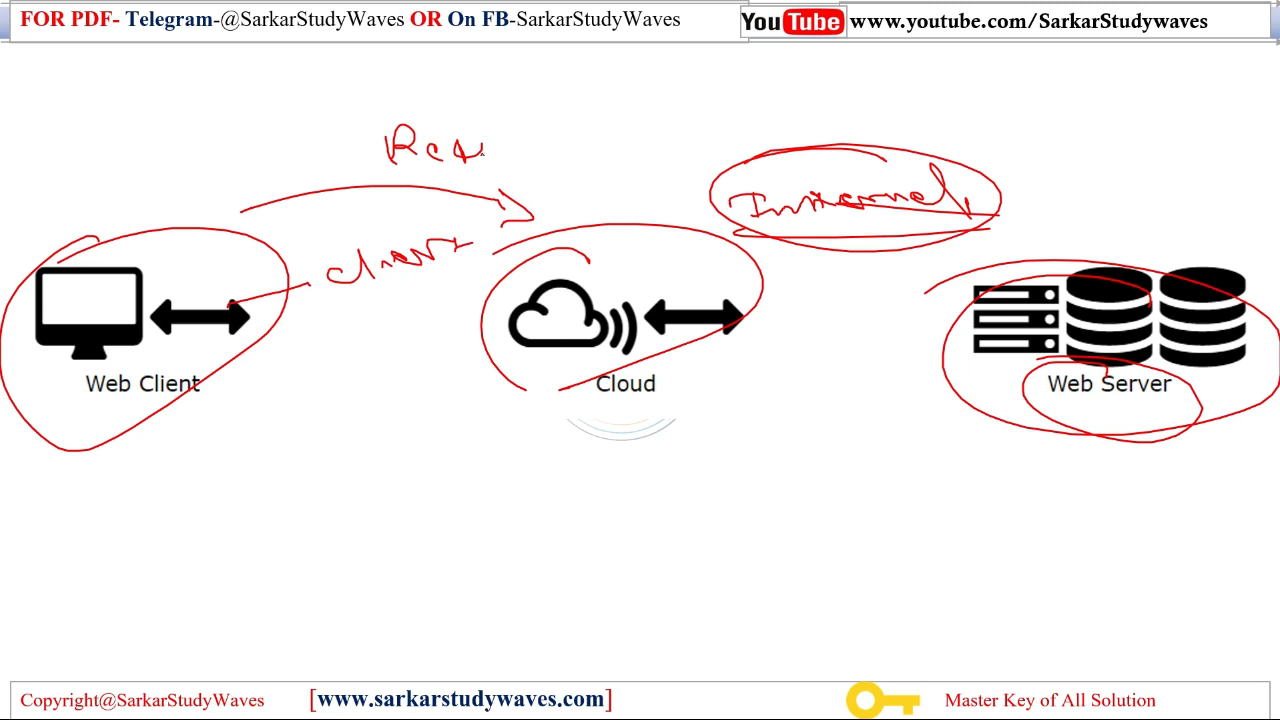 FOR PDF- Telegram-@SarkarStudyWaves OR On FB-SarkarStudyWaves
YouTube www.youtube.com/SarkarStudywaves
Req
Internet
client
Web Client
Cloud
Web Server
Copyright@SarkarStudyWaves [www.sarkarstudywaves.com] Master Key of All Solution